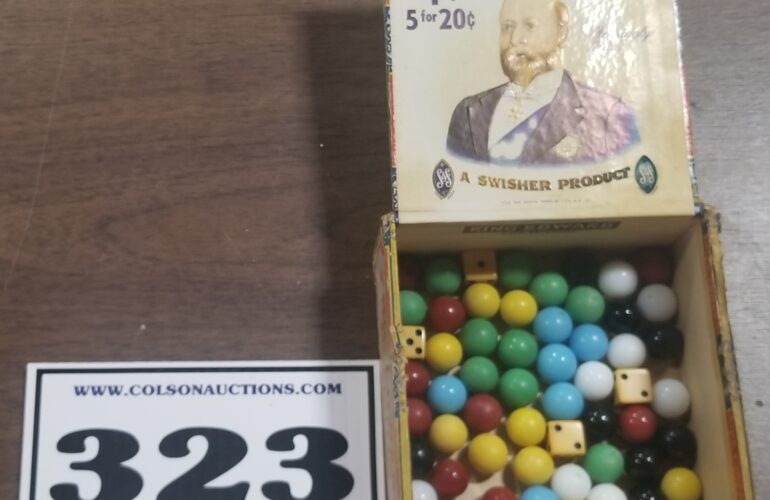 5 for 20¢
A SWISHER PRODUCT
KING EDWARD
WWW.COLSONAUCTIONS.COM
323